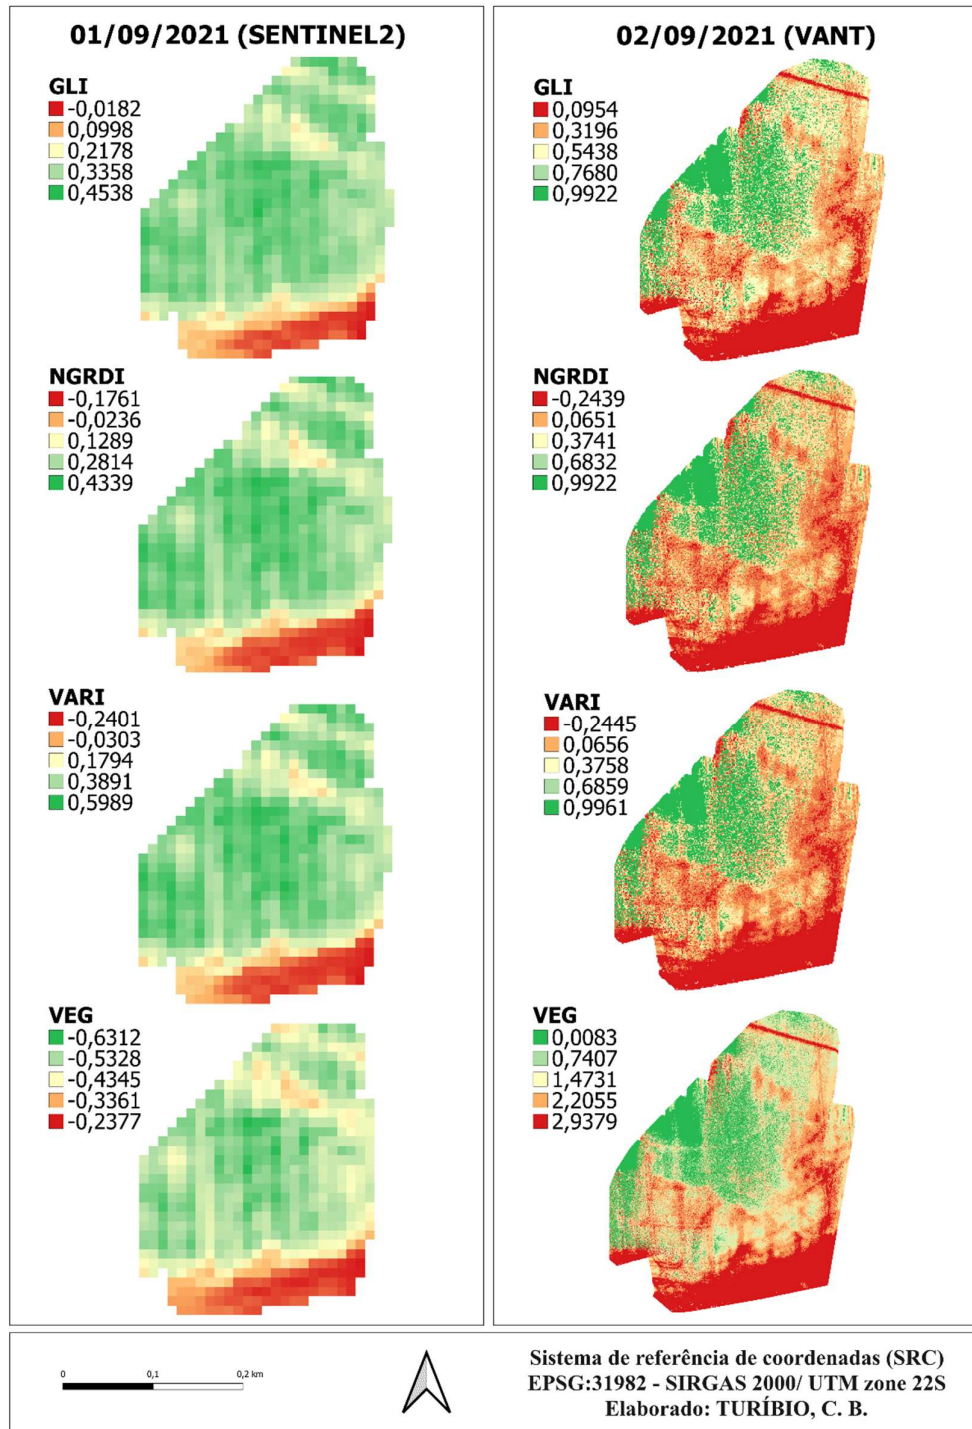 01/09/2021 (SENTINEL2)
GLI
-0,0182
0,0998
0,2178
0,3358
0,4538
NGRDI
-0,1761
-0,0236
0,1289
0,2814
0,4339
VARI
-0,2401
-0,0303
0,1794
0,3891
0,5989
VEG
-0,6312
-0,5328
-0,4345
-0,3361
-0,2377
02/09/2021 (VANT)
GLI
0,0954
0,3196
0,5438
0,7680
0,9922
NGRDI
-0,2439
0,0651
0,3741
0,6832
0,9922
VARI
-0,2445
0,0656
0,3758
0,6859
0,9961
VEG
0,0083
0,7407
1,4731
2,2055
2,9379
0 0,1 0,2 km
Sistema de referência de coordenadas (SRC)
EPSG:31982 - SIRGAS 2000/ UTM zone 22S
Elaborado: TURÍBIO, C. B.